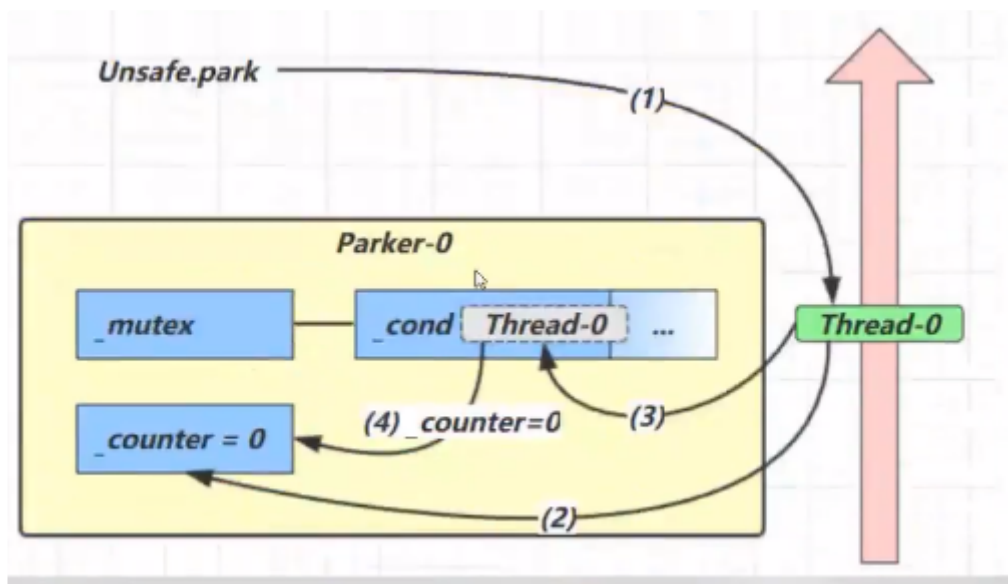 Unsafe.park
(1)
Parker-0
_mutex
_cond
Thread-0
...
Thread-0
(4) _counter=0
(3)
_counter = 0
(2)